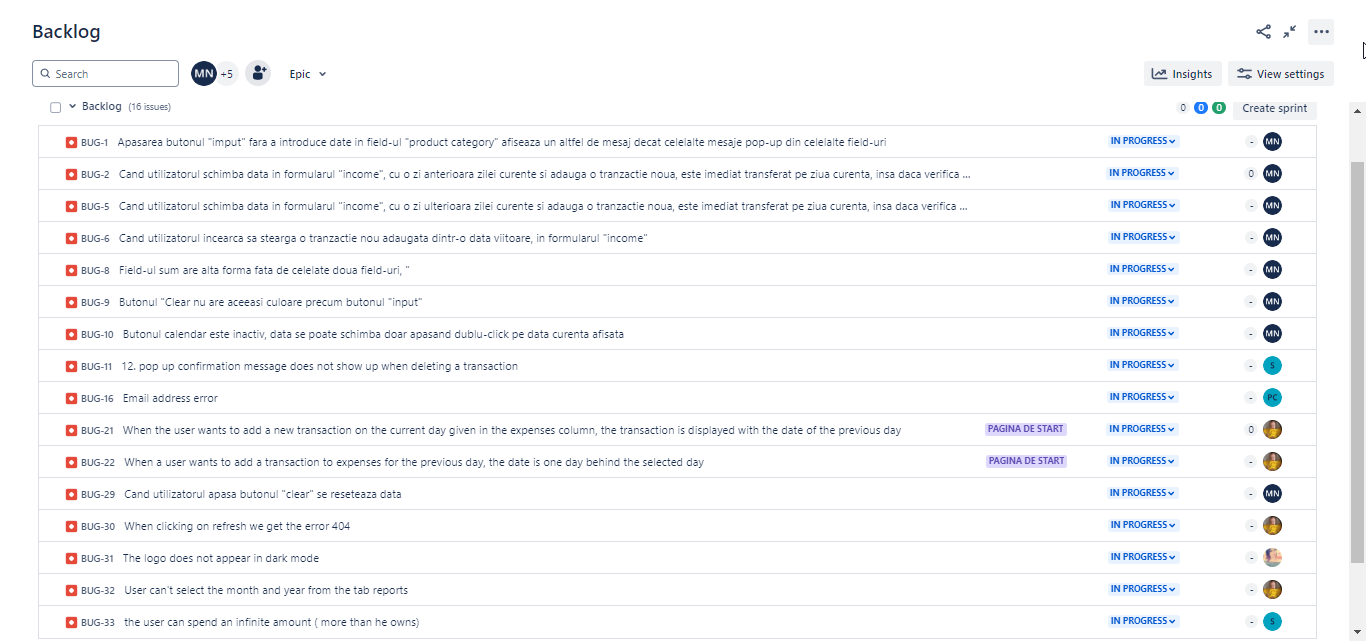 Backlog
Search MN +5 Epic Insights View settings
Backlog (16 issues) 0 0 0 Create sprint
BUG-1 Apasarea butonul "imput" fara a introduce date in field-ul "product category" afiseaza un altfel de mesaj decat celelalte mesaje pop-up din celelalte field-uri IN PROGRESS - MN
BUG-2 Cand utilizatorul schimba data in formularul "income", cu o zi anterioara zilei curente si adauga o tranzactie noua, este imediat transferat pe ziua curenta, insa daca verifica ... IN PROGRESS 0 MN
BUG-5 Cand utilizatorul schimba data in formularul "income", cu o zi ulterioara zilei curente si adauga o tranzactie noua, este imediat transferat pe ziua curenta, insa daca verifica ... IN PROGRESS - MN
BUG-6 Cand utilizatorul incearca sa stearga o tranzactie nou adaugata dintr-o data viitoare, in formularul "income" IN PROGRESS - MN
BUG-8 Field-ul sum are alta forma fata de celelate doua field-uri, " IN PROGRESS - MN
BUG-9 Butonul "Clear nu are aceeasi culoare precum butonul "input" IN PROGRESS - MN
BUG-10 Butonul calendar este inactiv, data se poate schimba doar apasand dublu-click pe data curenta afisata IN PROGRESS - MN
BUG-11 12. pop up confirmation message does not show up when deleting a transaction IN PROGRESS - S
BUG-16 Email address error IN PROGRESS - PC
BUG-21 When the user wants to add a new transaction on the current day given in the expenses column, the transaction is displayed with the date of the previous day PAGINA DE START IN PROGRESS 0
BUG-22 When a user wants to add a transaction to expenses for the previous day, the date is one day behind the selected day PAGINA DE START IN PROGRESS -
BUG-29 Cand utilizatorul apasa butonul "clear" se reseteaza data IN PROGRESS - MN
BUG-30 When clicking on refresh we get the error 404 IN PROGRESS -
BUG-31 The logo does not appear in dark mode IN PROGRESS -
BUG-32 User can't select the month and year from the tab reports IN PROGRESS -
BUG-33 the user can spend an infinite amount ( more than he owns) IN PROGRESS - S